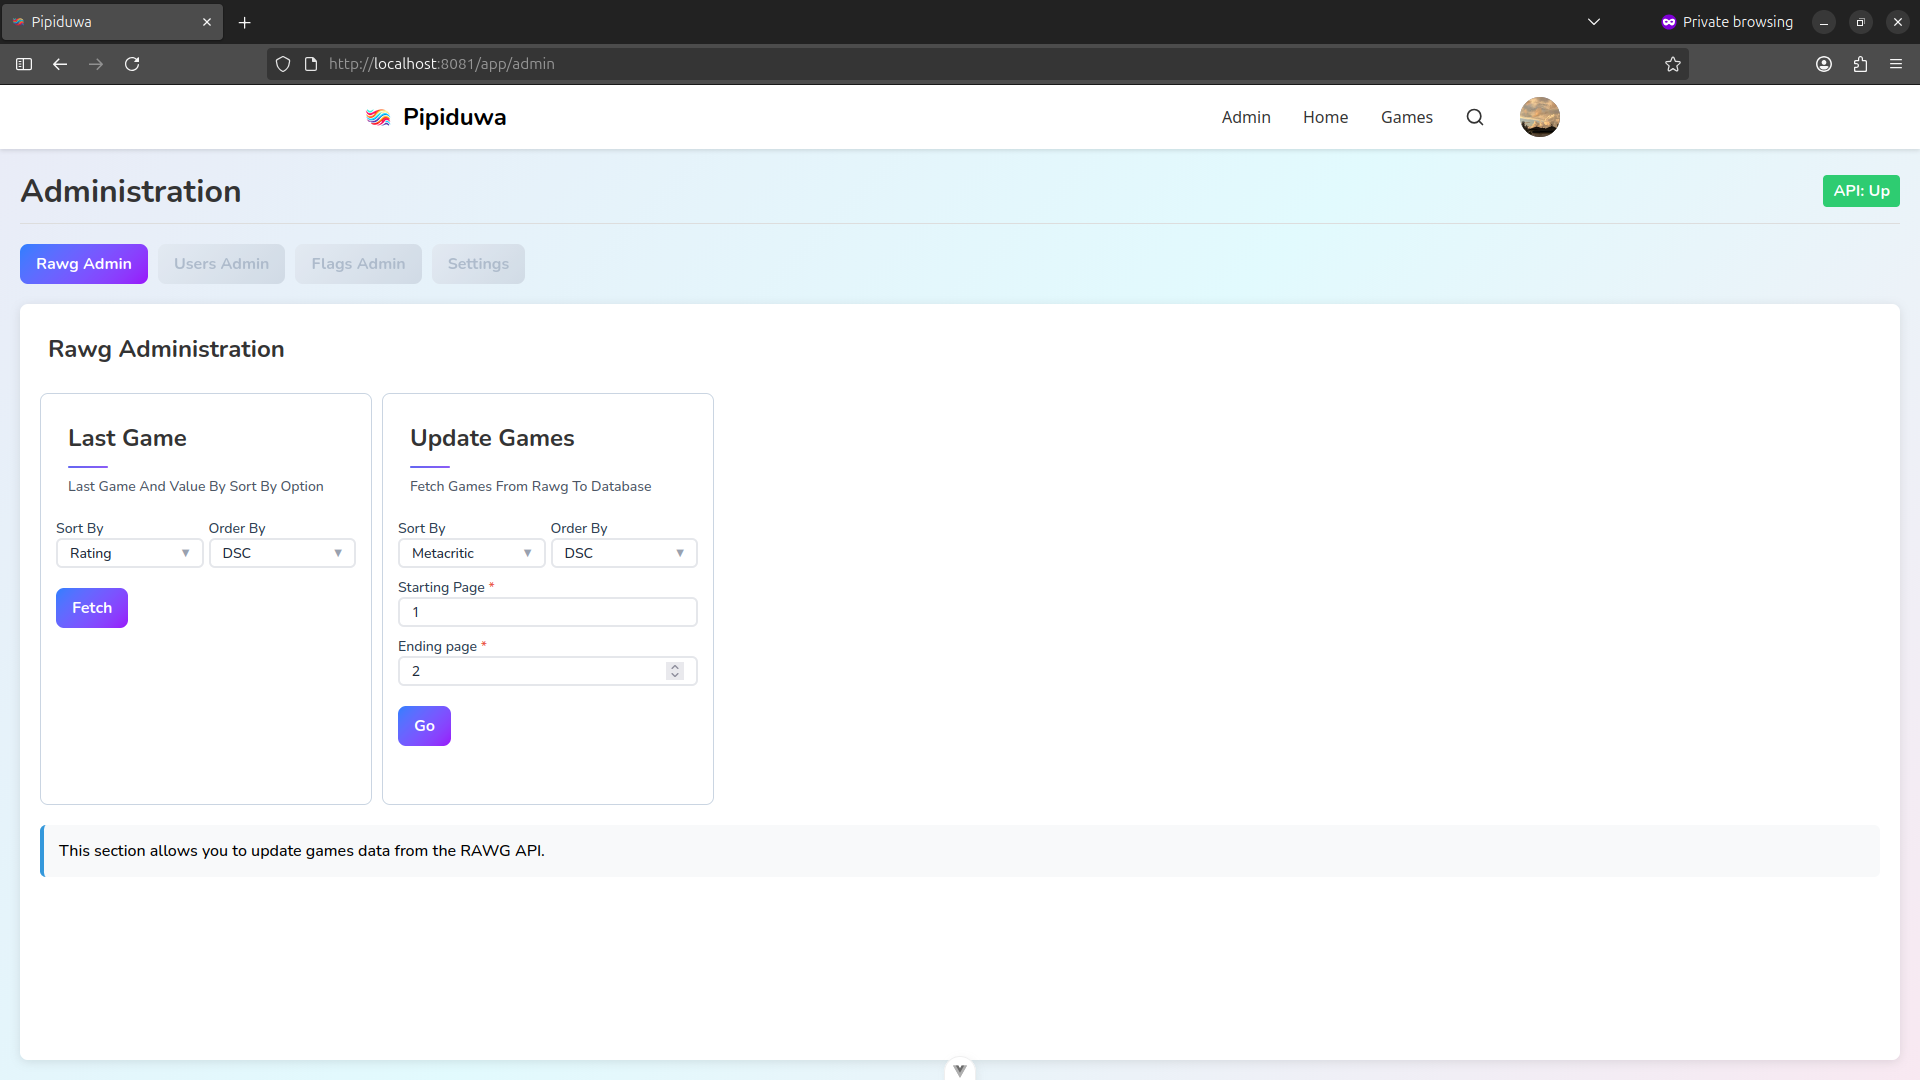 Pipiduwa
Private browsing
http://localhost:8081/app/admin
Pipiduwa
Admin
Home
Games
Administration
API: Up
Rawg Admin
Users Admin
Flags Admin
Settings
Rawg Administration
Last Game
Last Game And Value By Sort By Option
Sort By
Order By
Rating
DSC
Fetch
Update Games
Fetch Games From Rawg To Database
Sort By
Order By
Metacritic
DSC
Starting Page *
1
Ending page *
2
Go
This section allows you to update games data from the RAWG API.